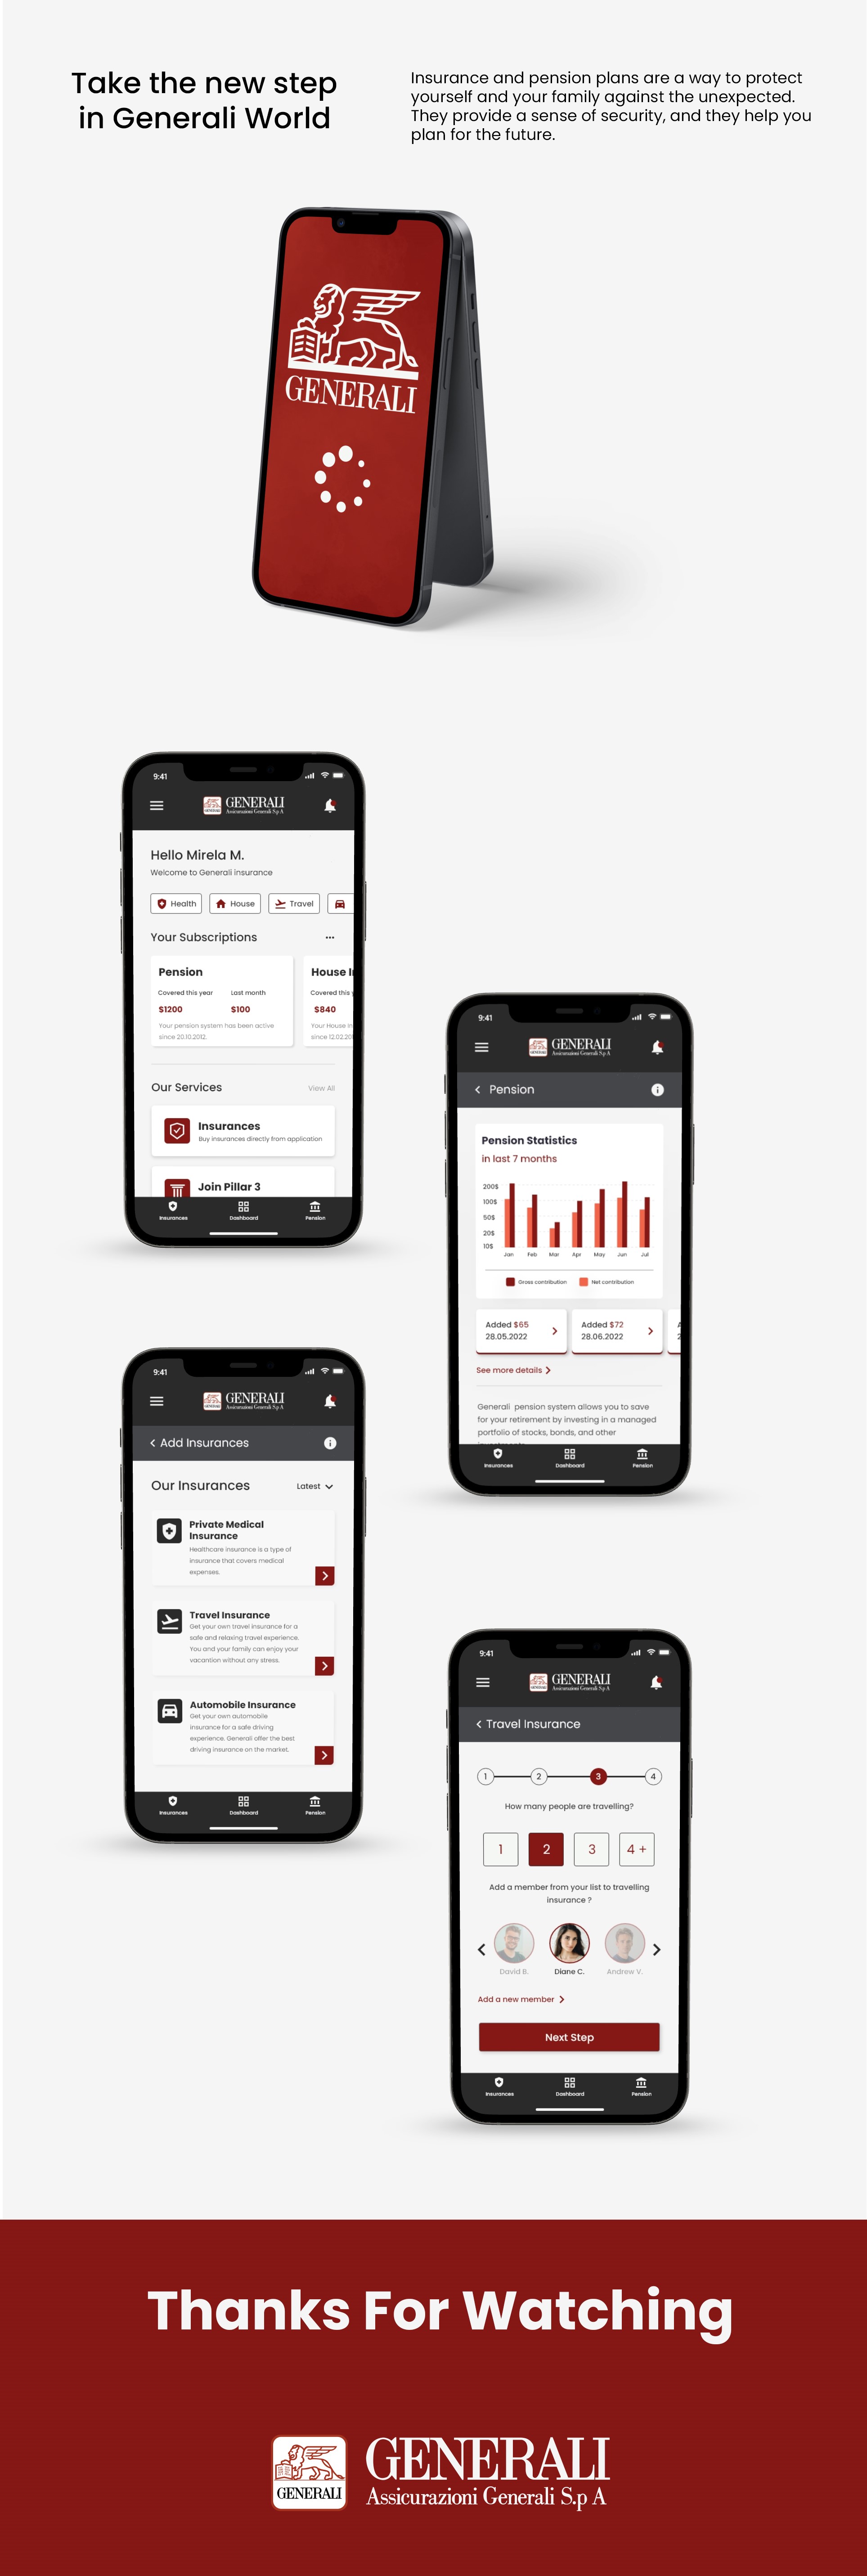 Take the new step
in Generali World
Insurance and pension plans are a way to protect
yourself and your family against the unexpected.
They provide a sense of security, and they help you
plan for the future.
GENERALI
9:41
GENERALI
Assicurazioni Generali S.p A
Hello Mirela M.
Welcome to Generali insurance
Health House Travel
Your Subscriptions
Pension
Covered this year Last month
$1200 $100
Your pension system has been active
since 20.10.2012.
House I
Covered this y
$840
Your House In
since 12.02.201
Our Services View All
Insurances
Buy insurances directly from application
Join Pillar 3
Insurances Dashboard Pension
9:41
GENERALI
Assicurazioni Generali S.p A
Pension
Pension Statistics
in last 7 months
200$
100$
50$
20$
10$
Jan Feb Mar Apr May Jun Jul
Gross contribution Net contribution
Added $65
28.05.2022
Added $72
28.06.2022
A
2
See more details
Generali pension system allows you to save
for your retirement by investing in a managed
portfolio of stocks, bonds, and other
Insurances Dashboard Pension
9:41
GENERALI
Assicurazioni Generali S.p A
Add Insurances
Our Insurances Latest
Private Medical
Insurance
Healthcare insurance is a type of
insurance that covers medical
expenses.
Travel Insurance
Get your own travel insurance for a
safe and relaxing travel experience.
You and your family can enjoy your
vacantion without any stress.
Automobile Insurance
Get your own automobile
insurance for a safe driving
experience. Generali offer the best
driving insurance on the market.
Insurances Dashboard Pension
9:41
GENERALI
Assicurazioni Generali S.p A
Travel Insurance
1 2 3 4
How many people are travelling?
1 2 3 4 +
Add a member from your list to travelling
insurance ?
David B. Diane C. Andrew V.
Add a new member
Next Step
Insurances Dashboard Pension
Thanks For Watching
GENERALI
GENERALI
Assicurazioni Generali S.p A